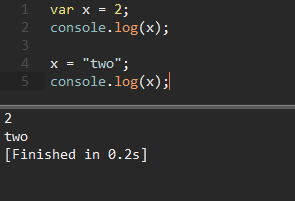 1 var x = 2;
2 console.log(x);
3
4 x = "two";
5 console.log(x);
2
two
[Finished in 0.2s]